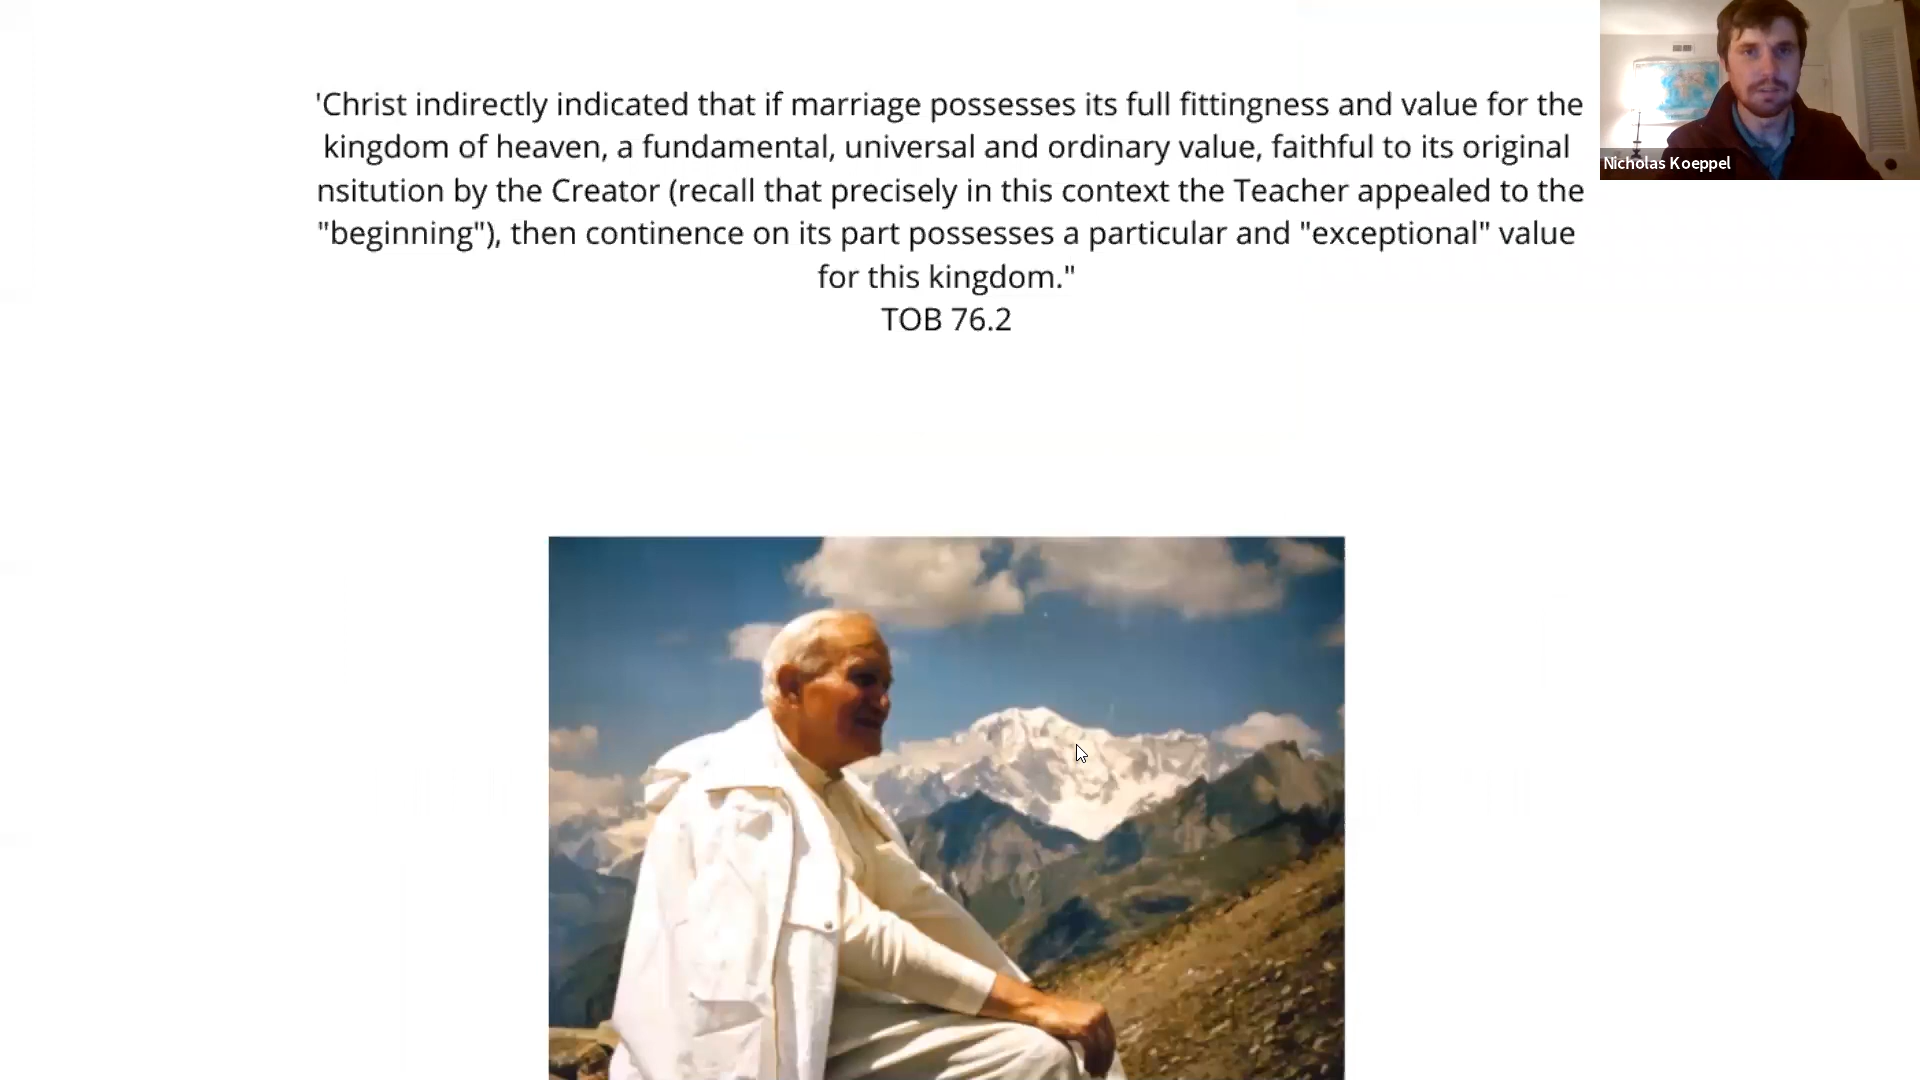 'Christ indirectly indicated that if marriage possesses its full fittingness and value for the
kingdom of heaven, a fundamental, universal and ordinary value, faithful to its original
nsitution by the Creator (recall that precisely in this context the Teacher appealed to the
"beginning"), then continence on its part possesses a particular and "exceptional" value
for this kingdom."
TOB 76.2
Nicholas Koeppel